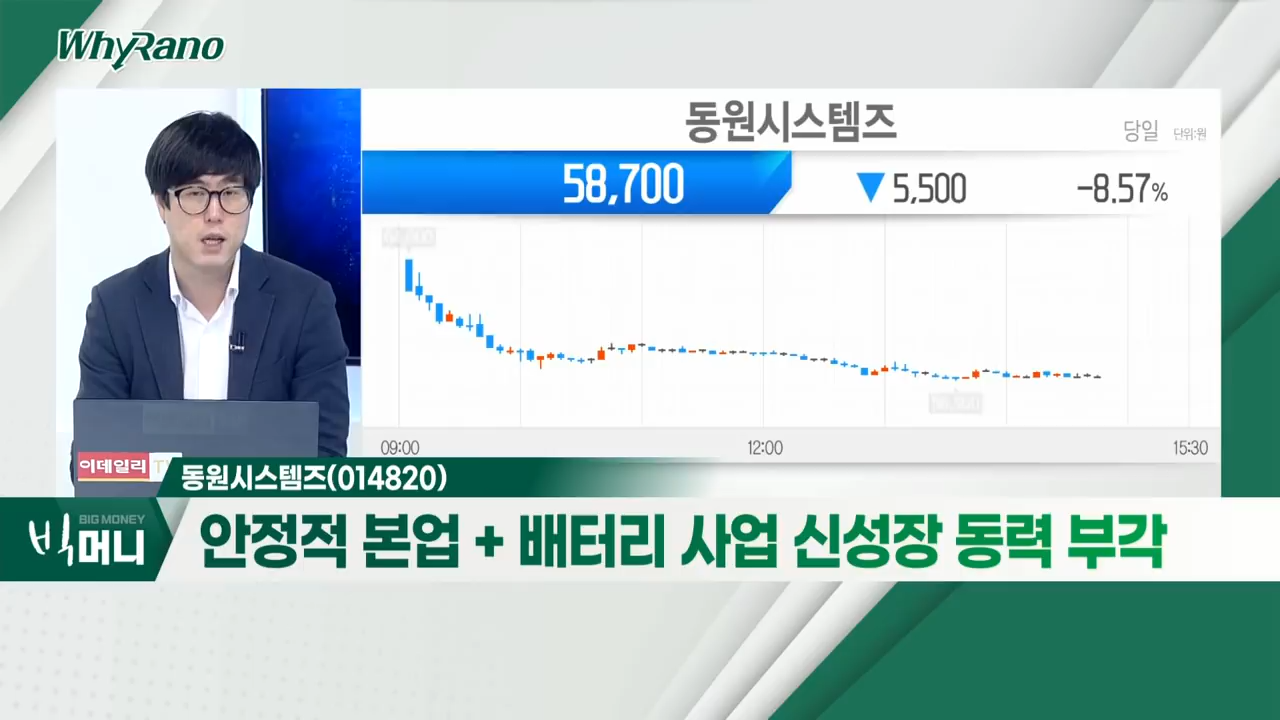 WhyRano
동원시스템즈
당일 단위:원
58,700 ▼5,500 -8.57%
09:00 12:00 15:30
이데일리 T
동원시스템즈(014820)
BIG MONEY
빅머니
안정적 본업 + 배터리 사업 신성장 동력 부각